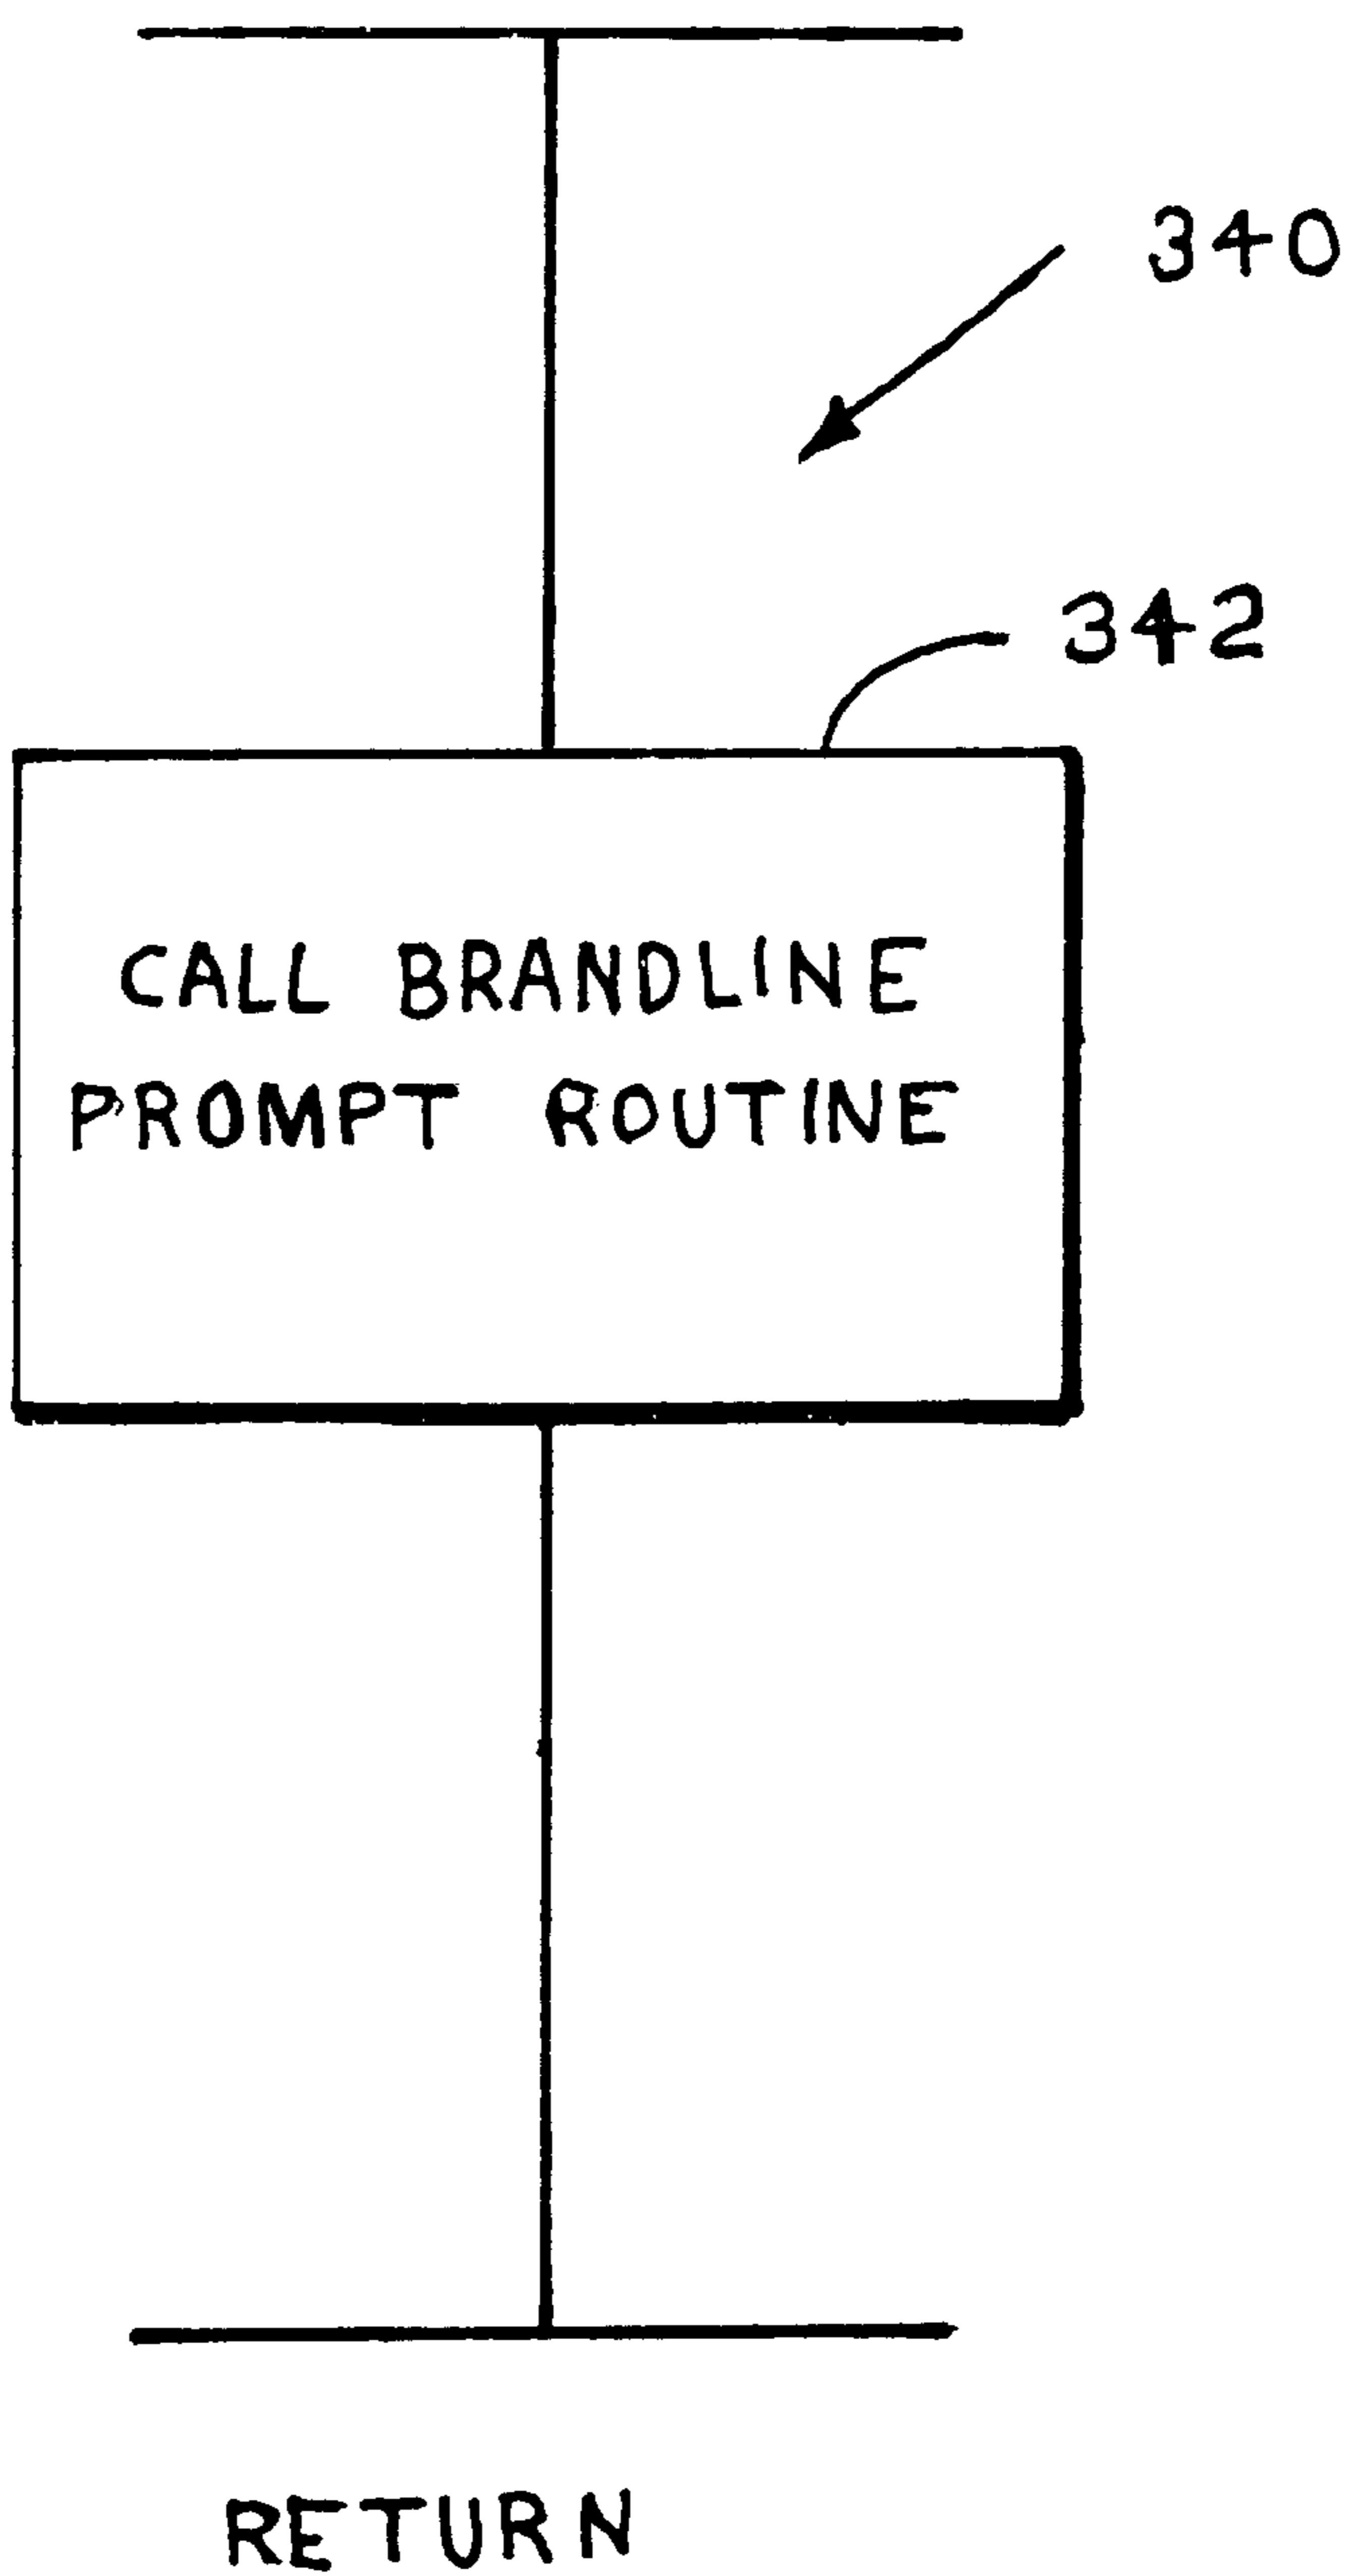 340
342
CALL BRANDLINE
PROMPT ROUTINE
RETURN